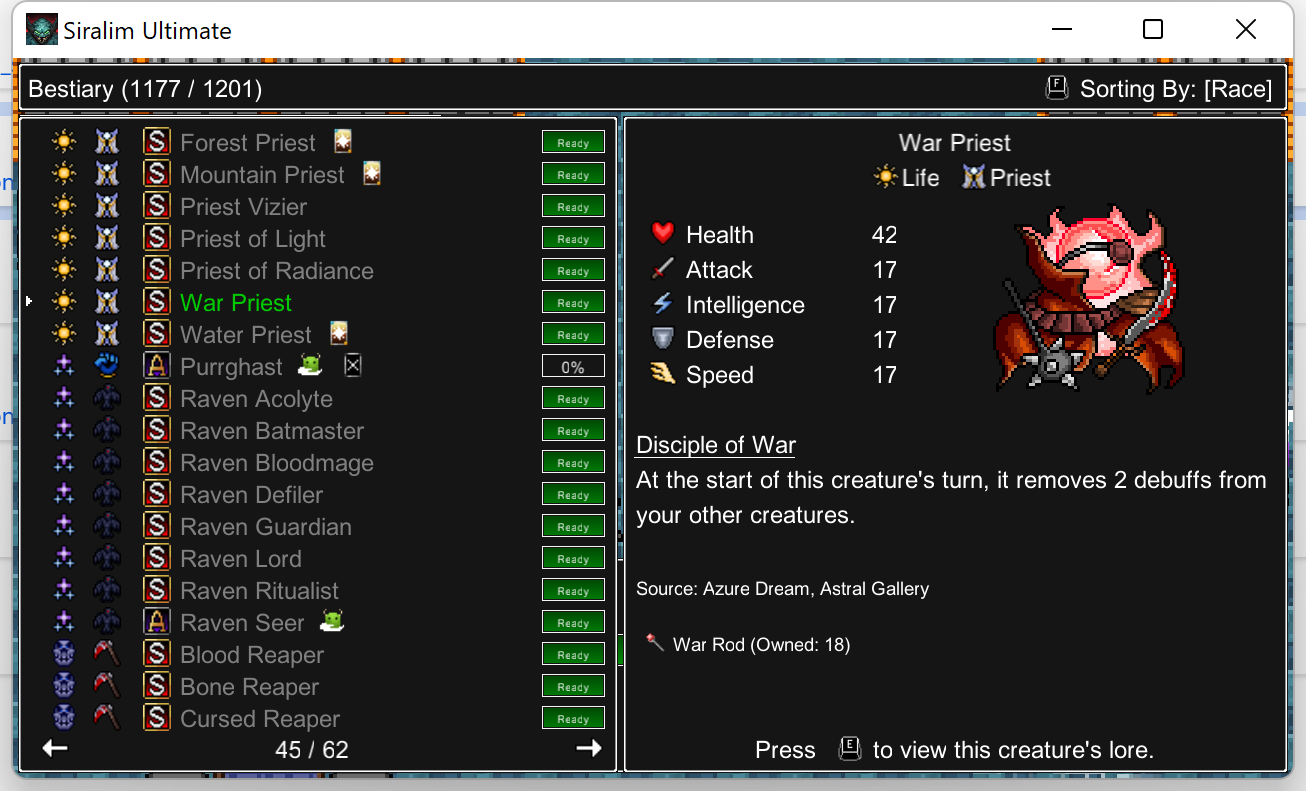 Siralim Ultimate
Bestiary (1177 / 1201)
F Sorting By: [Race]
S Forest Priest Ready
S Mountain Priest Ready
S Priest Vizier Ready
S Priest of Light Ready
S Priest of Radiance Ready
S War Priest Ready
S Water Priest Ready
A Purrghast 0%
S Raven Acolyte Ready
S Raven Batmaster Ready
S Raven Bloodmage Ready
S Raven Defiler Ready
S Raven Guardian Ready
S Raven Lord Ready
S Raven Ritualist Ready
A Raven Seer Ready
S Blood Reaper Ready
S Bone Reaper Ready
S Cursed Reaper Ready
45 / 62
War Priest
Life Priest
Health 42
Attack 17
Intelligence 17
Defense 17
Speed 17
Disciple of War
At the start of this creature's turn, it removes 2 debuffs from
your other creatures.
Source: Azure Dream, Astral Gallery
War Rod (Owned: 18)
Press E to view this creature's lore.